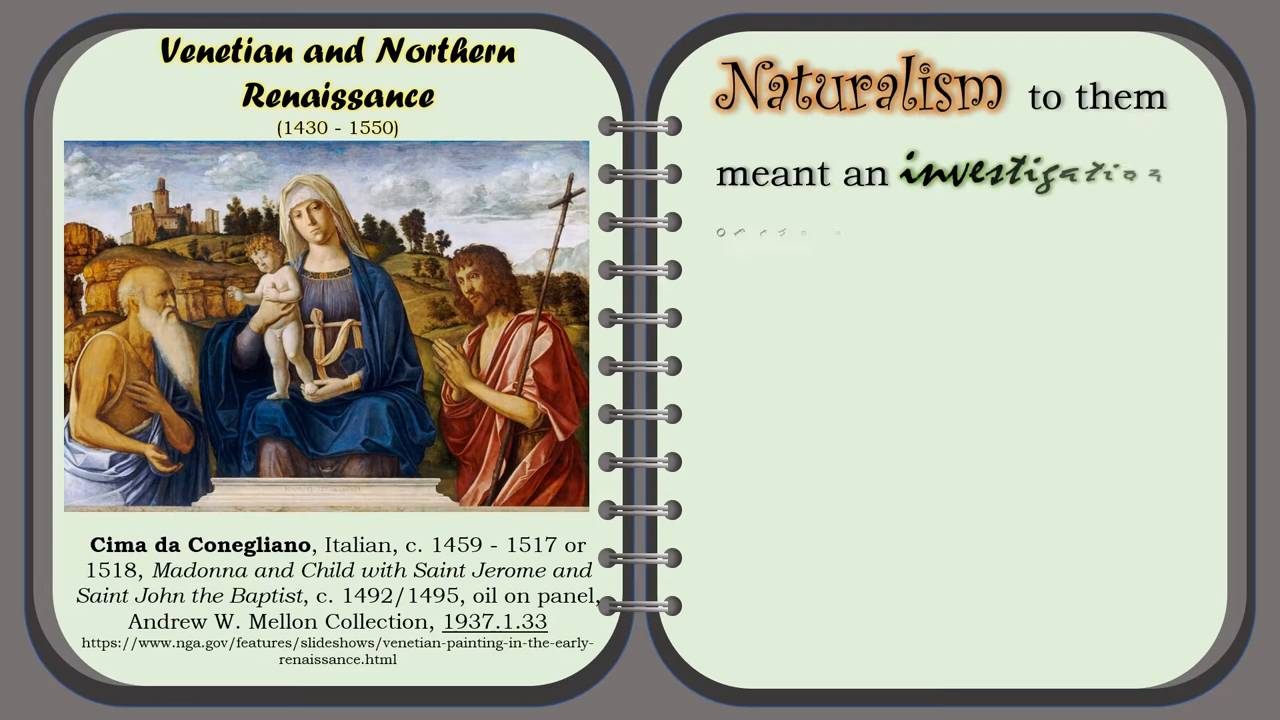 Venetian and Northern
Renaissance
(1430 - 1550)
Cima da Conegliano, Italian, c. 1459 - 1517 or
1518, Madonna and Child with Saint Jerome and
Saint John the Baptist, c. 1492/1495, oil on panel,
Andrew W. Mellon Collection, 1937.1.33
https://www.nga.gov/features/slideshows/venetian-painting-in-the-early-
renaissance.html
Naturalism to them
meant an investigation
of